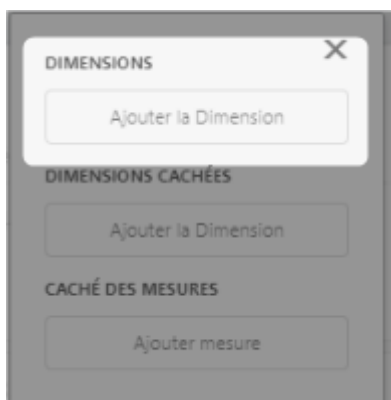 DIMENSIONS
Ajouter la Dimension
DIMENSIONS CACHÉES
Ajouter la Dimension
CACHÉ DES MESURES
Ajouter mesure